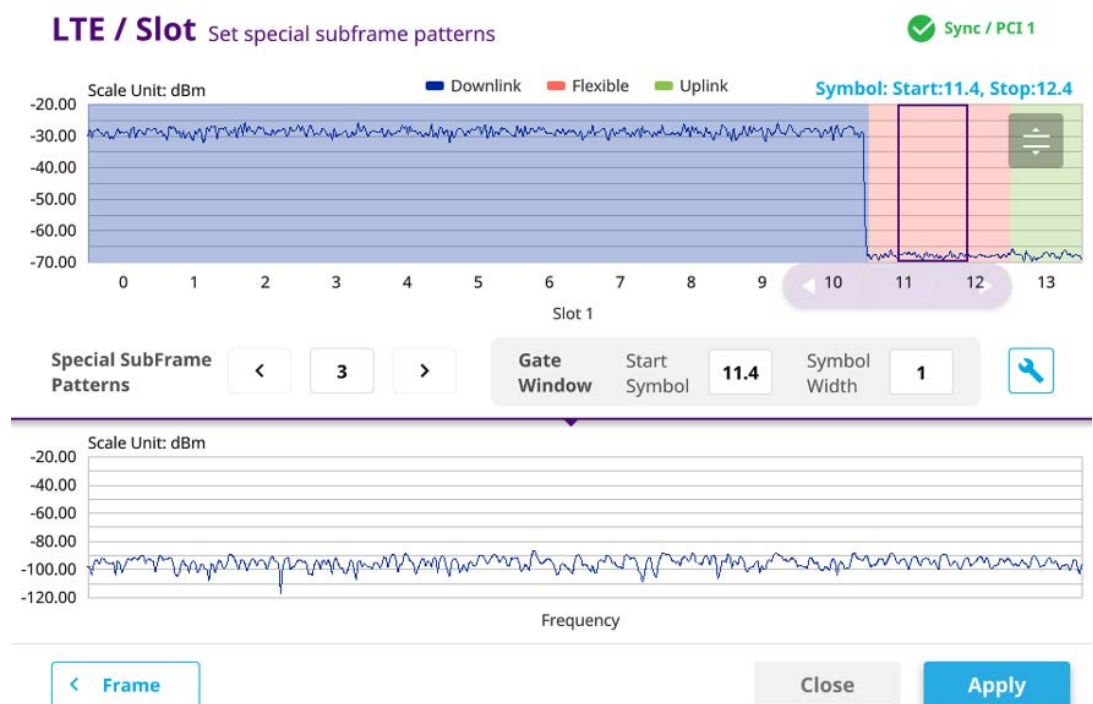 LTE / Slot Set special subframe patterns
Sync / PCI 1
Scale Unit: dBm
Downlink Flexible Uplink
Symbol: Start:11.4, Stop:12.4
-20.00
-30.00
-40.00
-50.00
-60.00
-70.00
0 1 2 3 4 5 6 7 8 9 10 11 12 13
Slot 1
Special SubFrame
Patterns
< 3 >
Gate
Window
Start
Symbol
11.4
Symbol
Width
1
Scale Unit: dBm
-20.00
-40.00
-60.00
-80.00
-100.00
-120.00
Frequency
< Frame
Close
Apply